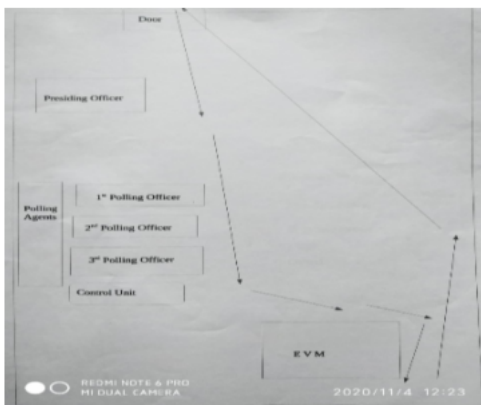 Door
Presiding Officer
Polling
Agents
1st Polling Officer
2nd Polling Officer
3rd Polling Officer
Control Unit
E V M
REDMI NOTE 6 PRO
MI DUAL CAMERA
2020/11/4 12:23